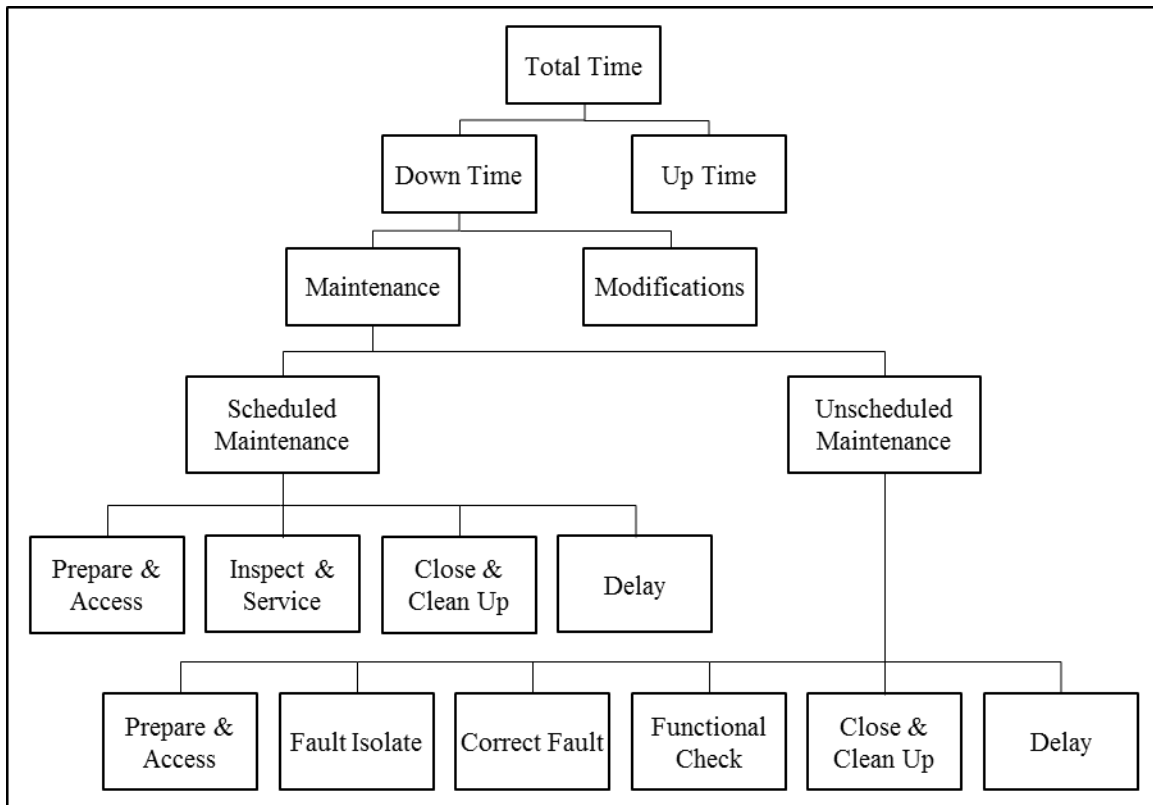 Total Time
Down Time
Up Time
Maintenance
Modifications
Scheduled
Maintenance
Unscheduled
Maintenance
Prepare &
Access
Inspect &
Service
Close &
Clean Up
Delay
Prepare &
Access
Fault Isolate
Correct Fault
Functional
Check
Close &
Clean Up
Delay